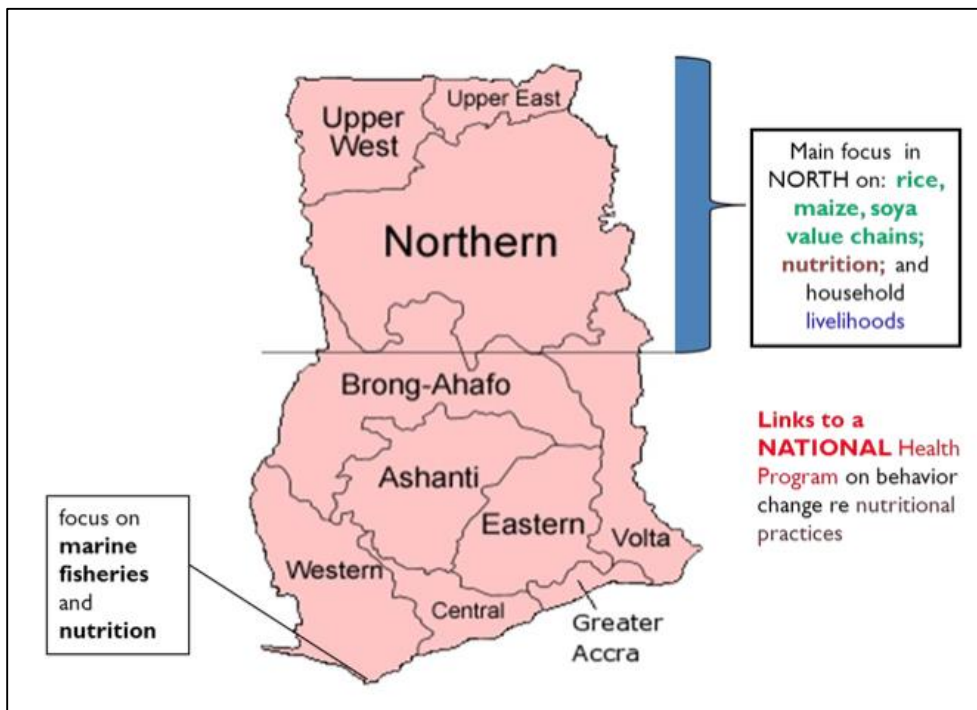 Upper East
Upper
West
Northern
Main focus in
NORTH on: rice,
maize, soya
value chains;
nutrition; and
household
livelihoods
Brong-Ahafo
Links to a
NATIONAL Health
Program on behavior
change re nutritional
practices
Ashanti
Eastern
Volta
focus on
marine
fisheries
and
nutrition
Western
Central
Greater
Accra